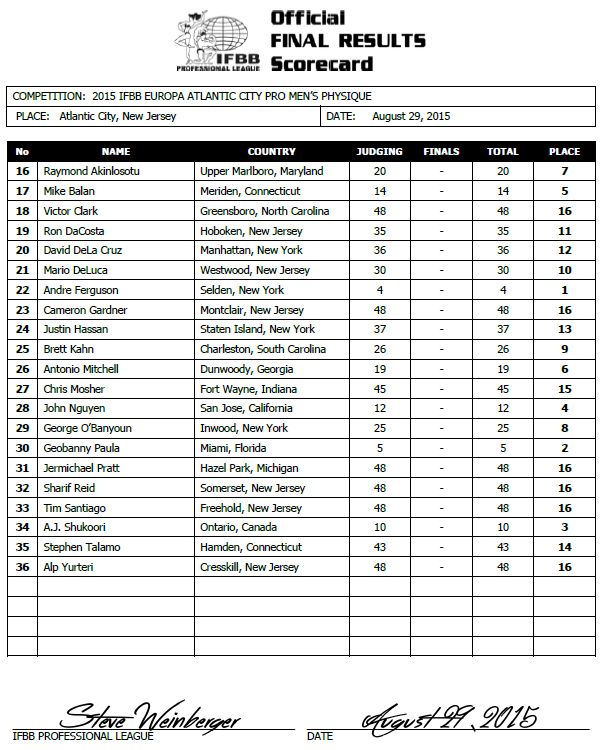 Official
FINAL RESULTS
Scorecard
IFBB
PROFESSIONAL LEAGUE
COMPETITION: 2015 IFBB EUROPA ATLANTIC CITY PRO MEN'S PHYSIQUE
PLACE: Atlantic City, New Jersey DATE: August 29, 2015
No NAME COUNTRY JUDGING FINALS TOTAL PLACE
16 Raymond Akinlosotu Upper Marlboro, Maryland 20 - 20 7
17 Mike Balan Meriden, Connecticut 14 - 14 5
18 Victor Clark Greensboro, North Carolina 48 - 48 16
19 Ron DaCosta Hoboken, New Jersey 35 - 35 11
20 David DeLa Cruz Manhattan, New York 36 - 36 12
21 Mario DeLuca Westwood, New Jersey 30 - 30 10
22 Andre Ferguson Selden, New York 4 - 4 1
23 Cameron Gardner Montclair, New Jersey 48 - 48 16
24 Justin Hassan Staten Island, New York 37 - 37 13
25 Brett Kahn Charleston, South Carolina 26 - 26 9
26 Antonio Mitchell Dunwoody, Georgia 19 - 19 6
27 Chris Mosher Fort Wayne, Indiana 45 - 45 15
28 John Nguyen San Jose, California 12 - 12 4
29 George O'Banyoun Inwood, New York 25 - 25 8
30 Geobanny Paula Miami, Florida 5 - 5 2
31 Jermichael Pratt Hazel Park, Michigan 48 - 48 16
32 Sharif Reid Somerset, New Jersey 48 - 48 16
33 Tim Santiago Freehold, New Jersey 48 - 48 16
34 A.J. Shukoori Ontario, Canada 10 - 10 3
35 Stephen Talamo Hamden, Connecticut 43 - 43 14
36 Alp Yurteri Cresskill, New Jersey 48 - 48 16
Steve Weinberger August 29, 2015
IFBB PROFESSIONAL LEAGUE DATE